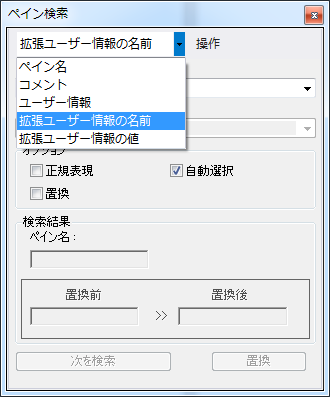 ペイン検索
拡張ユーザー情報の名前 操作
ペイン名
コメント
ユーザー情報
拡張ユーザー情報の名前
拡張ユーザー情報の値
オプション
正規表現 自動選択
置換
検索結果
ペイン名：
置換前 置換後
>>
次を検索 置換